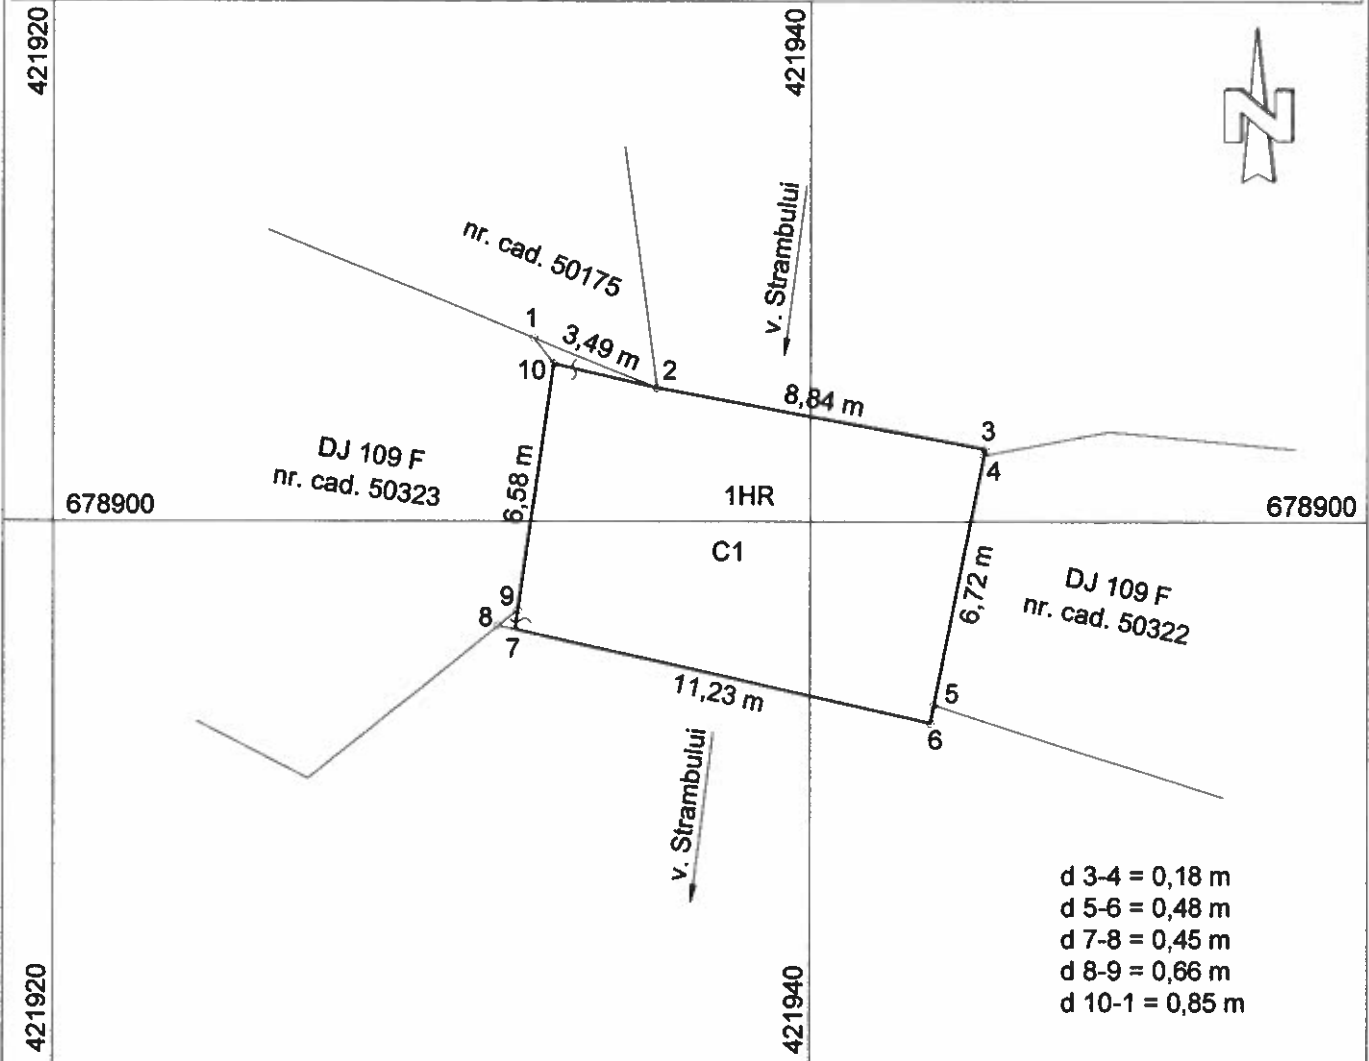 421920
421940
N
v. Strambului
nr. cad. 50175
1
3,49 m
2
10
8,84 m
3
4
DJ 109 F
nr. cad. 50323
6,58 m
1HR
678900
678900
C1
6,72 m
DJ 109 F
nr. cad. 50322
9
8
7
11,23 m
5
6
v. Strambului
d 3-4 = 0,18 m
d 5-6 = 0,48 m
d 7-8 = 0,45 m
d 8-9 = 0,66 m
d 10-1 = 0,85 m
421920
421940